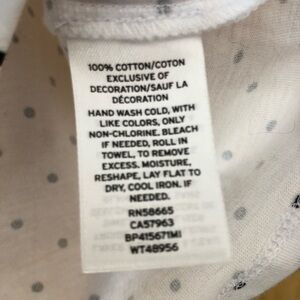 100% COTTON/COTON
EXCLUSIVE OF
DECORATION/SAUF LA
DÉCORATION
HAND WASH COLD, WITH
LIKE COLORS, ONLY
NON-CHLORINE. BLEACH
IF NEEDED, ROLL IN
TOWEL, TO REMOVE
EXCESS. MOISTURE,
RESHAPE, LAY FLAT TO
DRY, COOL IRON. IF
NEEDED.
RN58665
CA57963
BP415671M1
WT48956